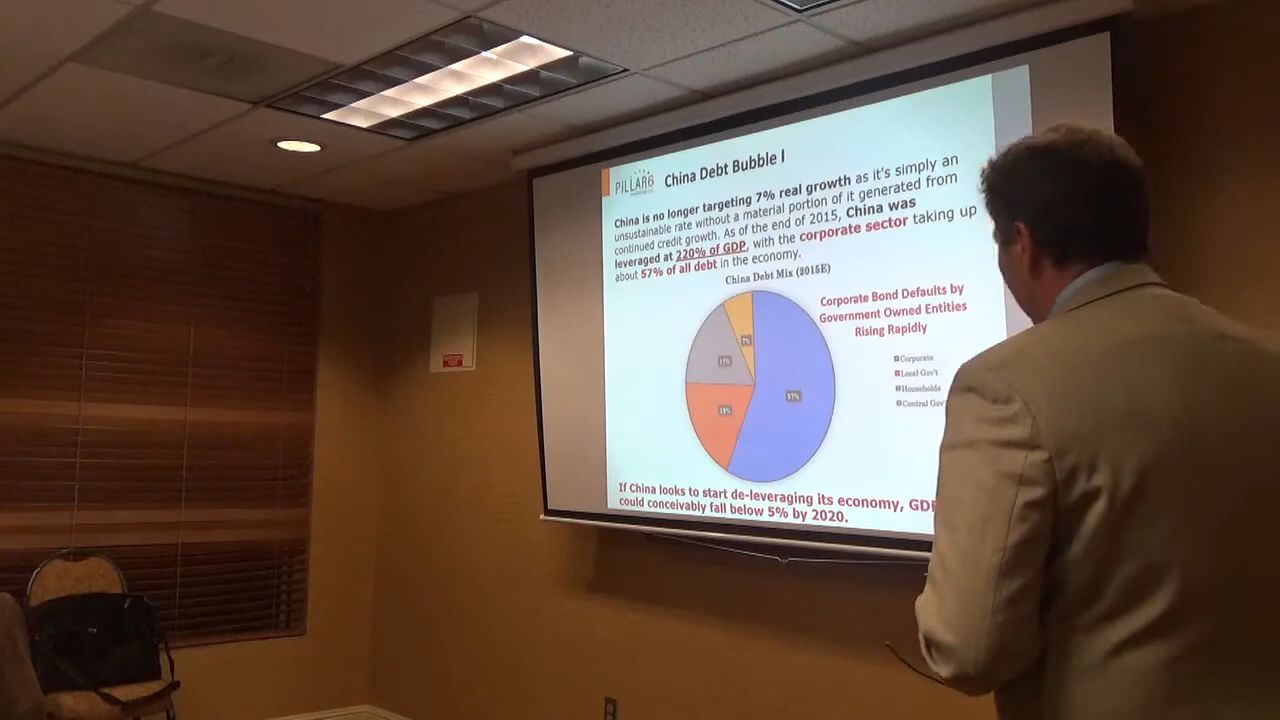 PILLAR6
China Debt Bubble I
China is no longer targeting 7% real growth as it's simply an
unsustainable rate without a material portion of it generated from
continued credit growth. As of the end of 2015, China was
leveraged at 220% of GDP, with the corporate sector taking up
about 57% of all debt in the economy.
China Debt Mix (2015E)
Corporate Bond Defaults by
Government Owned Entities
Rising Rapidly
7%
17%
57%
19%
Corporate
Local Gov't
Households
Central Gov
If China looks to start de-leveraging its economy, GD
could conceivably fall below 5% by 2020.